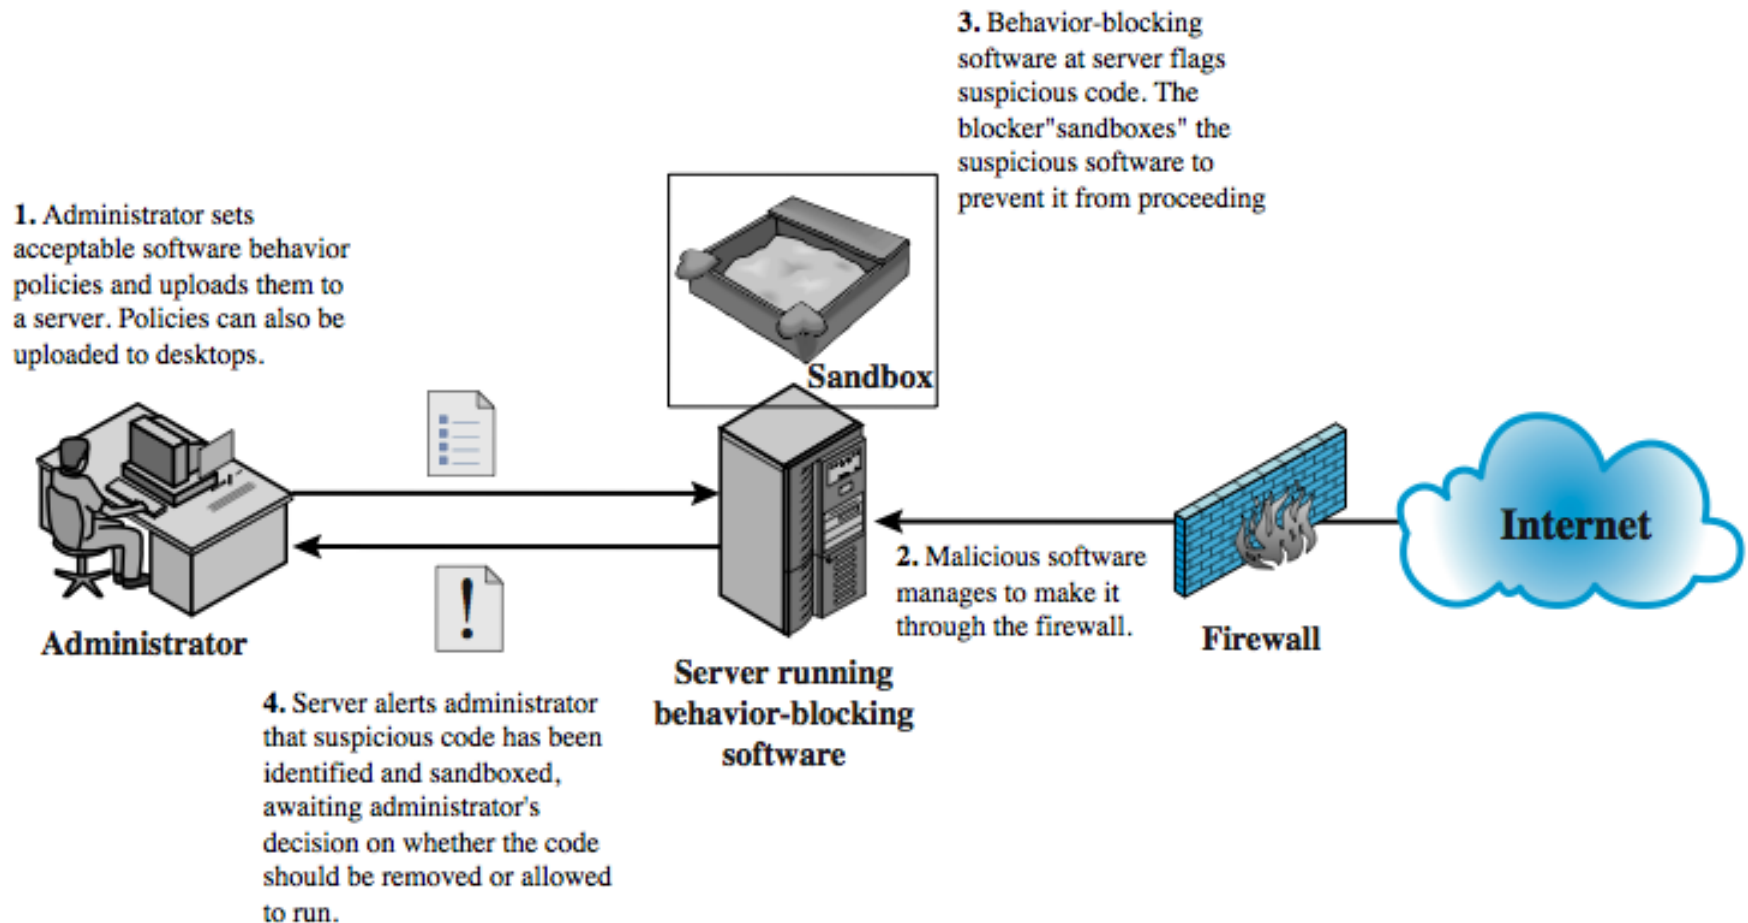 3. Behavior-blocking
software at server flags
suspicious code. The
blocker"sandboxes" the
suspicious software to
prevent it from proceeding
1. Administrator sets
acceptable software behavior
policies and uploads them to
a server. Policies can also be
uploaded to desktops.
Sandbox
Internet
2. Malicious software
manages to make it
through the firewall.
Administrator
Firewall
Server running
behavior-blocking
software
4. Server alerts administrator
that suspicious code has been
identified and sandboxed,
awaiting administrator's
decision on whether the code
should be removed or allowed
to run.
!